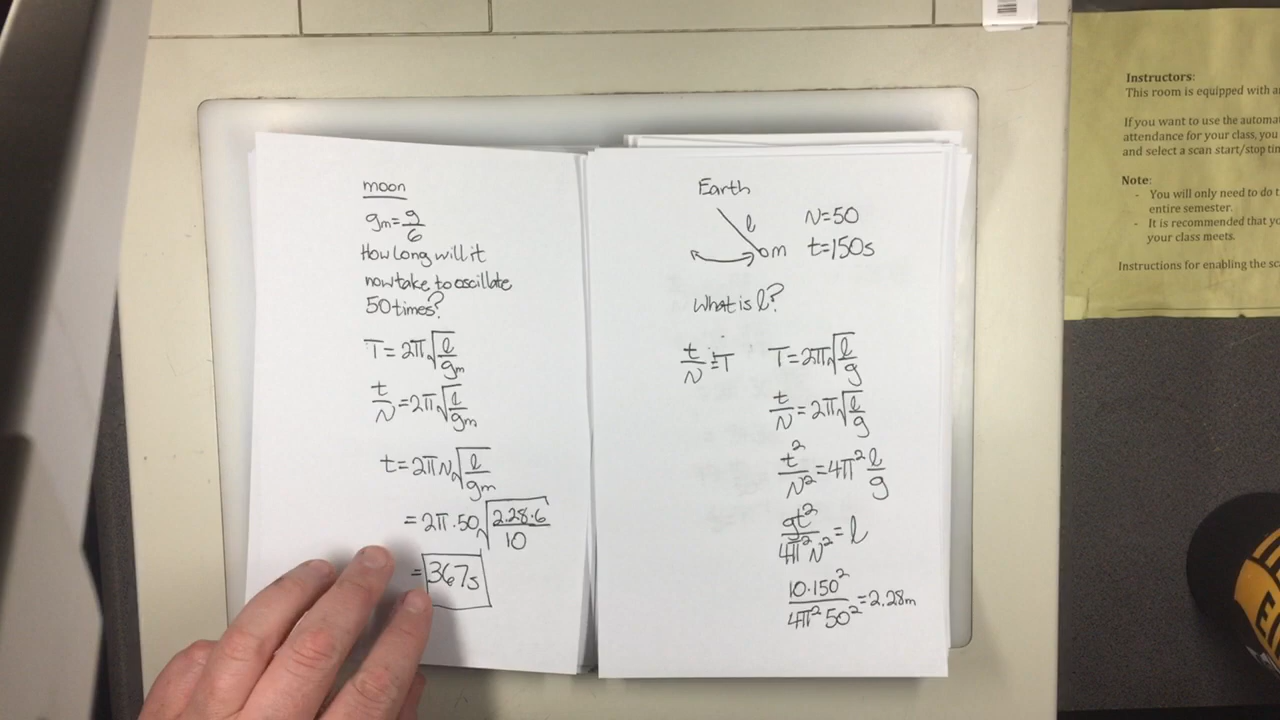 moon
gm=g/6
How long will it
now take to oscillate
50 times?
T=2π√(l/gm)
t/N=2π√(l/gm)
t=2πN√(l/gm)
=2π·50√(2.28·6/10)
=367s
Earth
l
m
N=50
t=150s
What is l?
t/N=T
T=2π√(l/g)
t/N=2π√(l/g)
t²/N²=4π² l/g
gt²/4π²N²=l
10·150²/4π²50²=2.28m
Instructors:
This room is equipped with
If you want to use the
attendance for your class, you
and select a scan start/stop
Note:
- You will only need to do
entire semester.
- It is recommended that
your class meets.
Instructions for enabling the